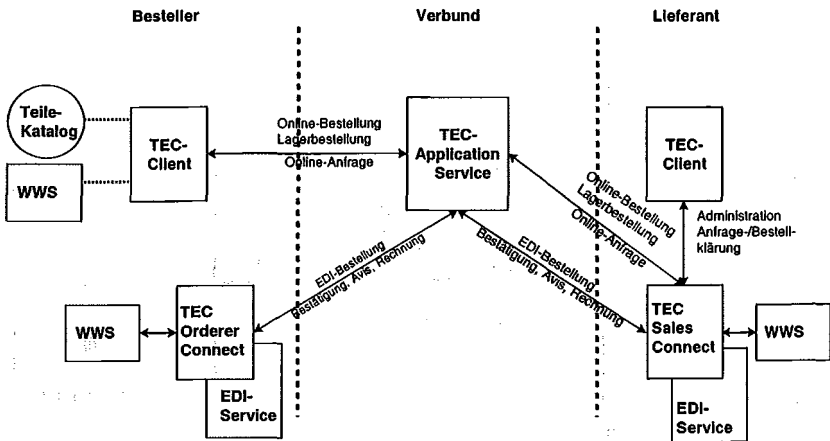 Besteller
Verbund
Lieferant
Teile-
Katalog
WWS
TEC-
Client
Online-Bestellung
Lagerbestellung
Online-Anfrage
TEC-
Application
Service
TEC-
Client
Online-Bestellung
Lagerbestellung
Online-Anfrage
Administration
Anfrage-/Bestell-
klärung
EDI-Bestellung
Bestätigung, Avis, Rechnung
EDI-Bestellung
Bestätigung, Avis, Rechnung
WWS
TEC
Orderer
Connect
EDI-
Service
TEC
Sales
Connect
WWS
EDI-
Service